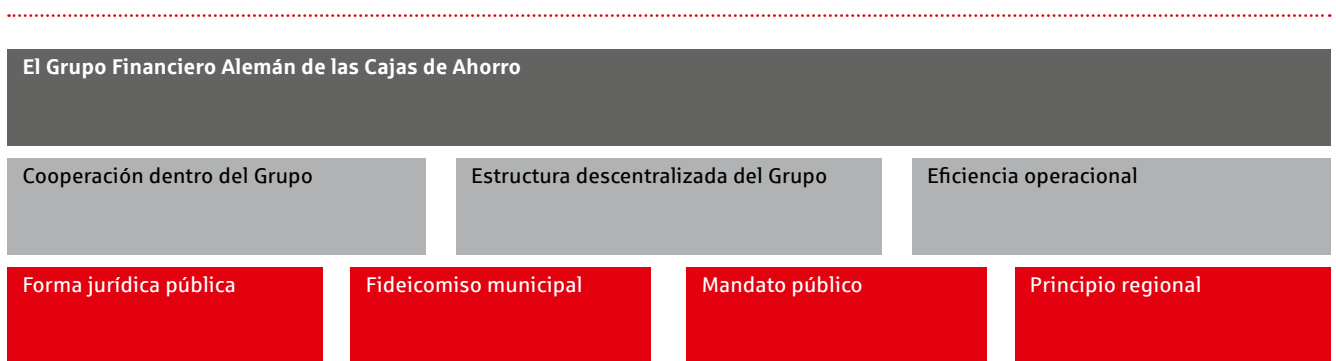 El Grupo Financiero Alemán de las Cajas de Ahorro
Cooperación dentro del Grupo
Estructura descentralizada del Grupo
Eficiencia operacional
Forma jurídica pública
Fideicomiso municipal
Mandato público
Principio regional